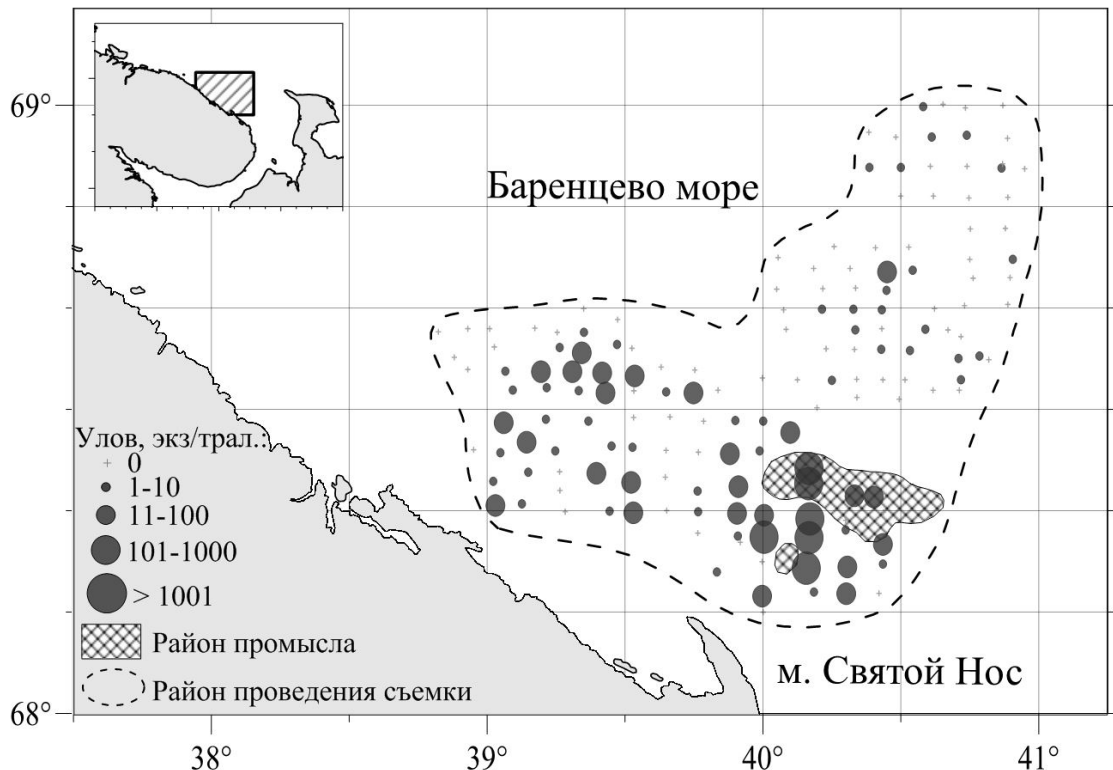 69°
Баренцево море
Улов, экз/трал.:
0
1-10
11-100
101-1000
> 1001
Район промысла
Район проведения съемки
м. Святой Нос
68°
38°
39°
40°
41°